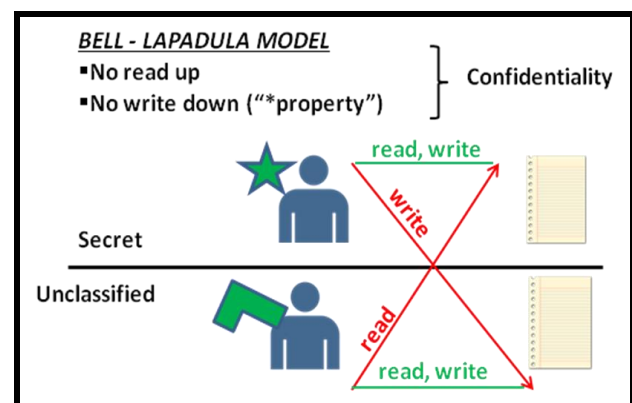 BELL - LAPADULA MODEL
▪No read up
▪No write down (“*property”)
Confidentiality
read, write
write
Secret
Unclassified
read
read, write